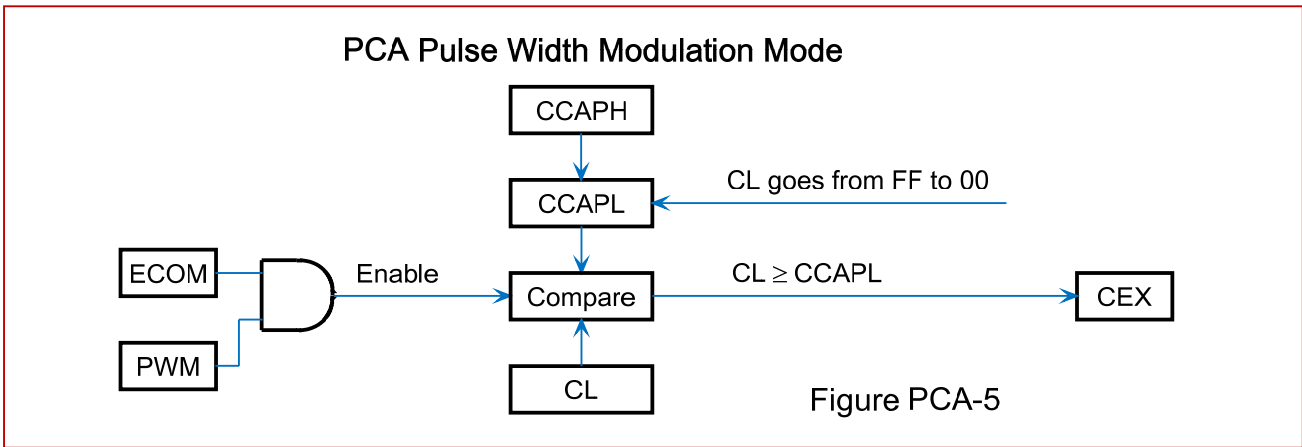 PCA Pulse Width Modulation Mode
CCAPH
CL goes from FF to 00
CCAPL
ECOM
Enable
CL ≥ CCAPL
Compare
CEX
PWM
CL
Figure PCA-5